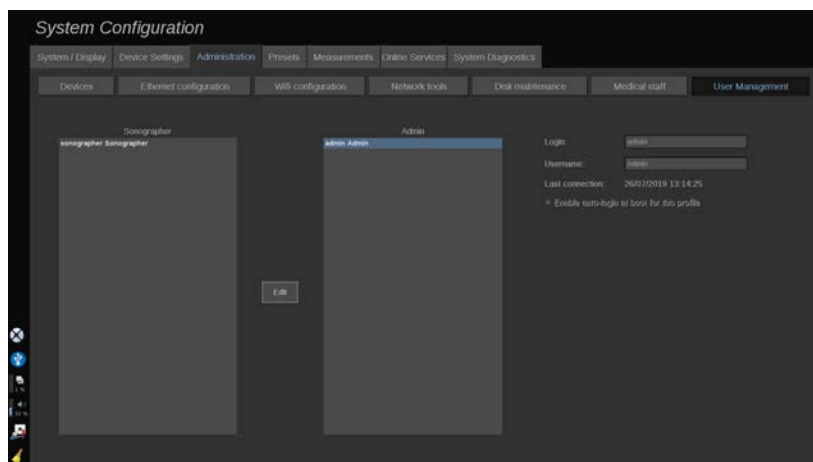 System Configuration
System / Display Device Settings Administration Presets Measurements Online Services System Diagnostics
Devices Ethernet configuration Wifi configuration Network tools Disk maintenance Medical staff User Management
Sonographer Admin
sonographer Sonographer admin Admin
Login: admin
Username: Admin
Last connection: 26/07/2019 13:14:25
Enable auto-login at boot for this profile
Edit
1 %